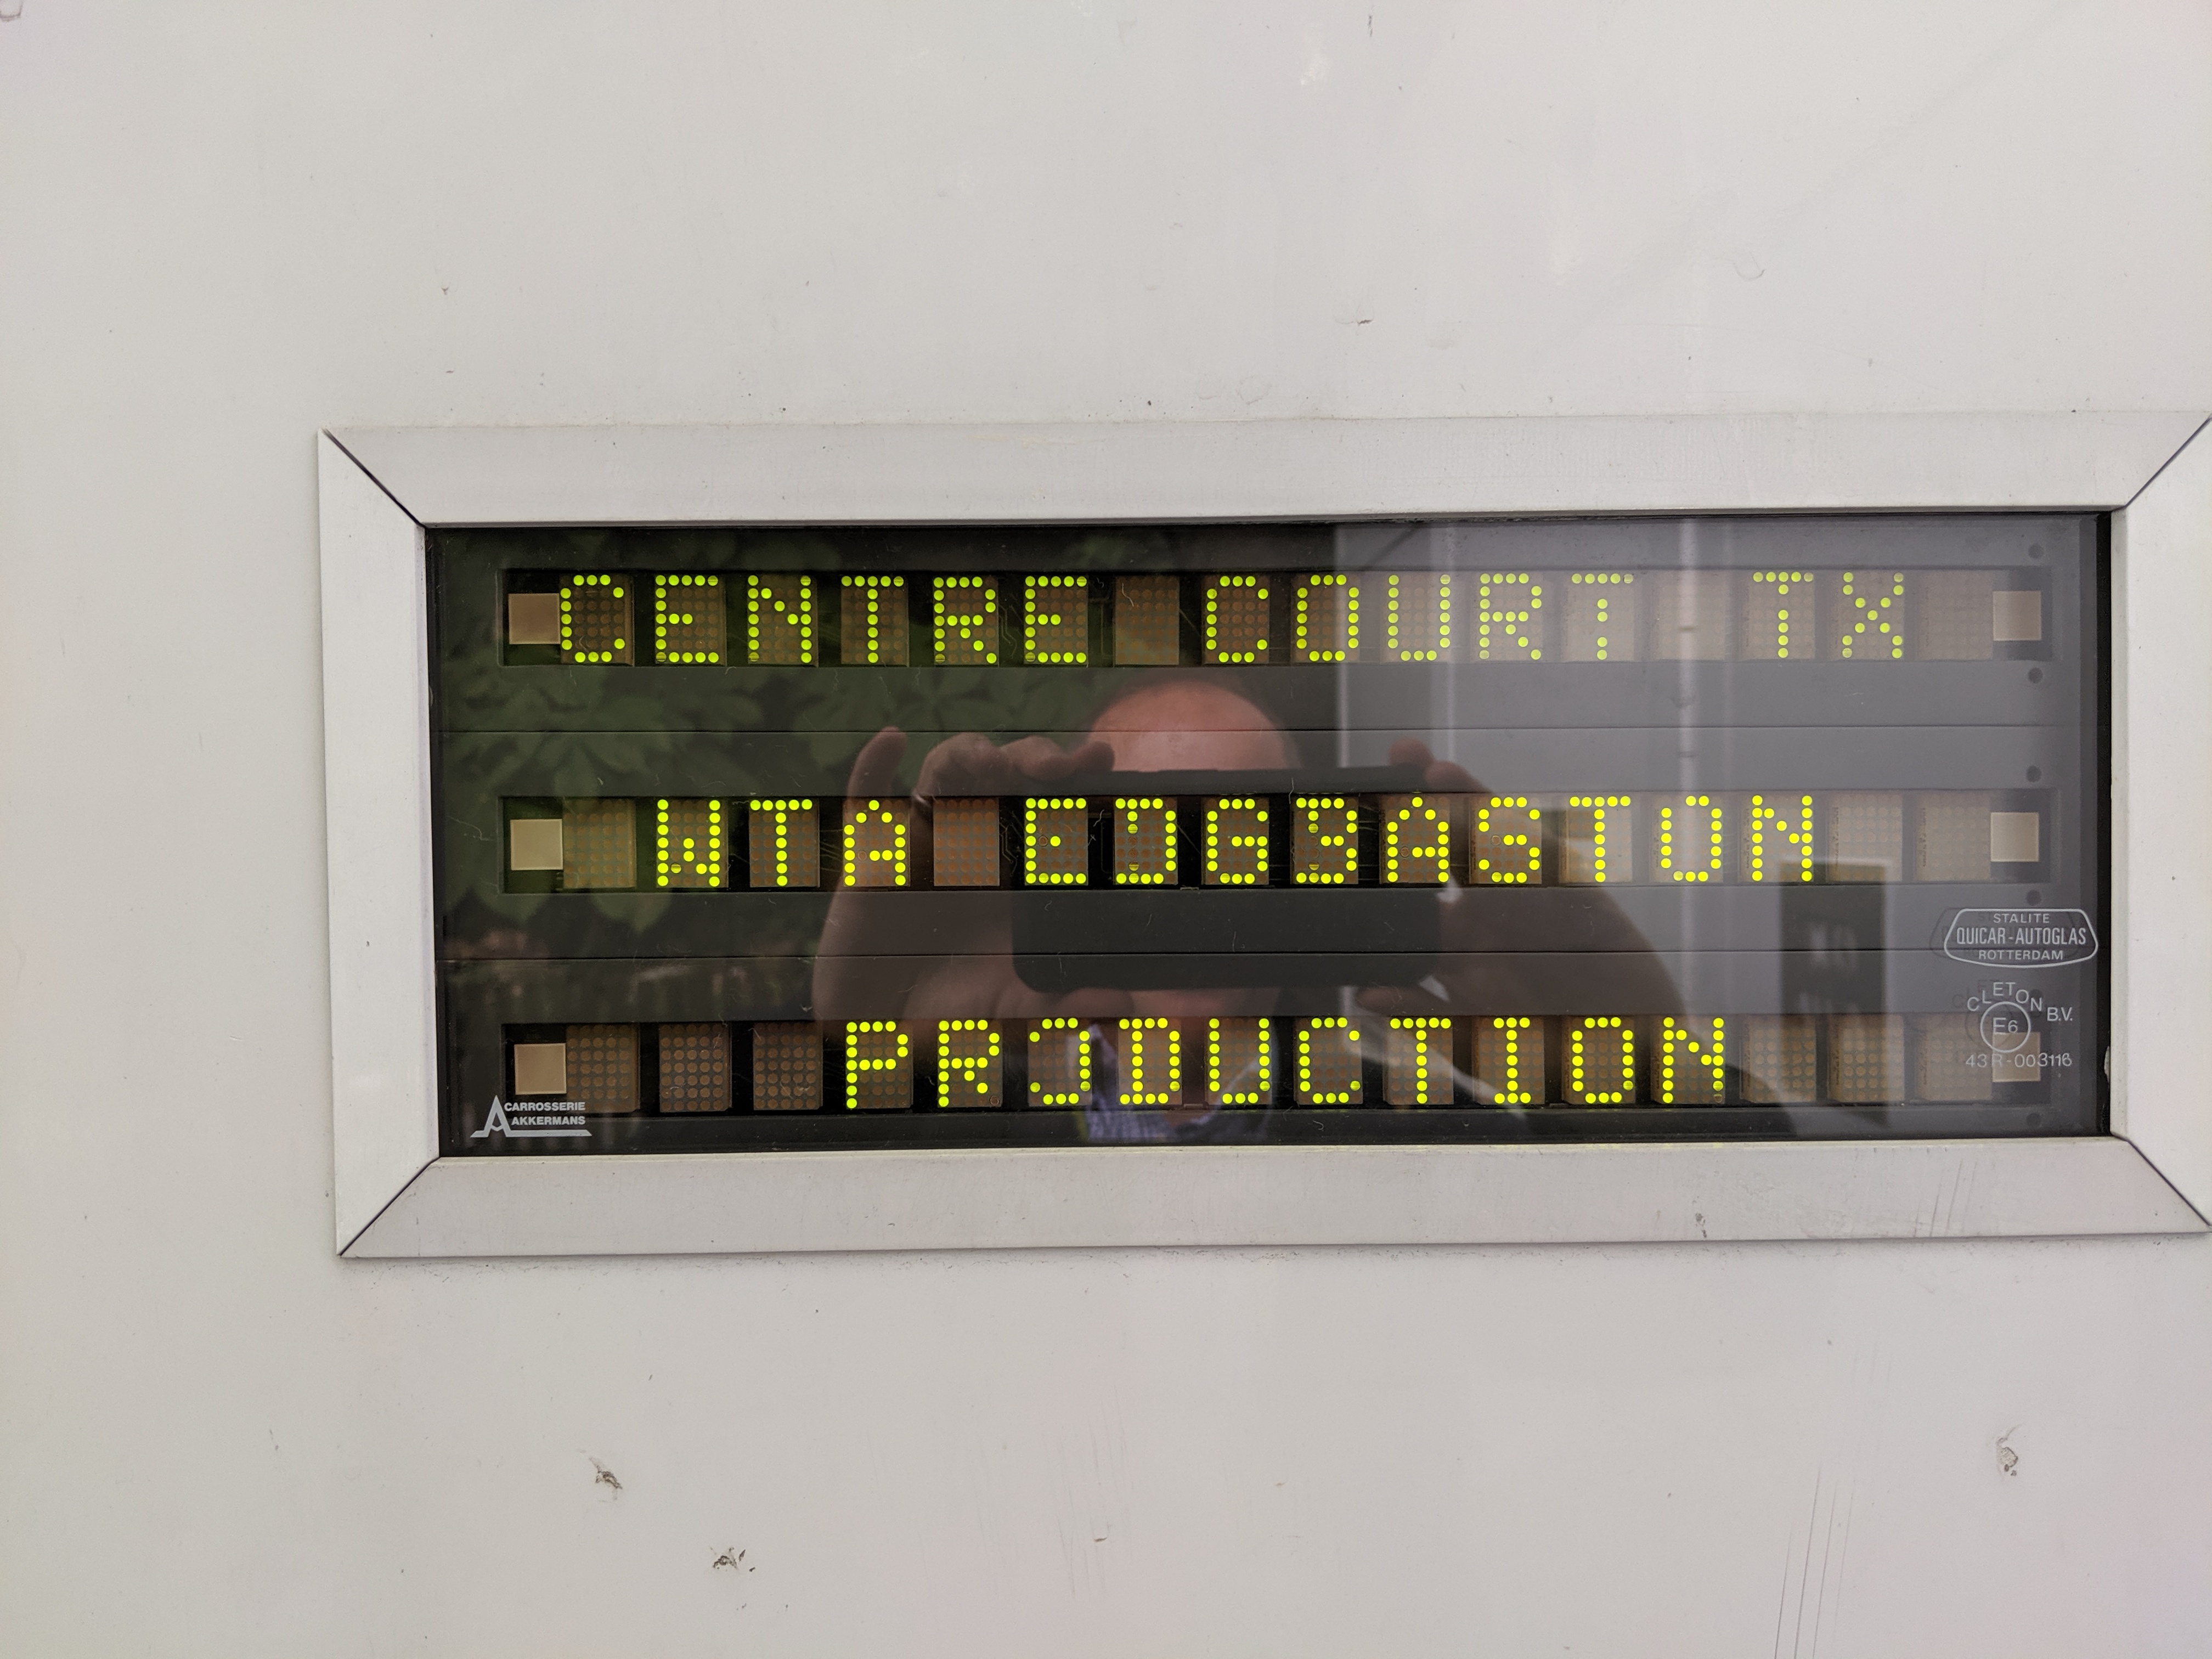 CENTRE COURT TX
WTA EDGBASTON
PRODUCTION
STALITE
QUICAR-AUTOGLAS
ROTTERDAM
CLETON B.V.
E6
43R-003116
CARROSSERIE
AKKERMANS